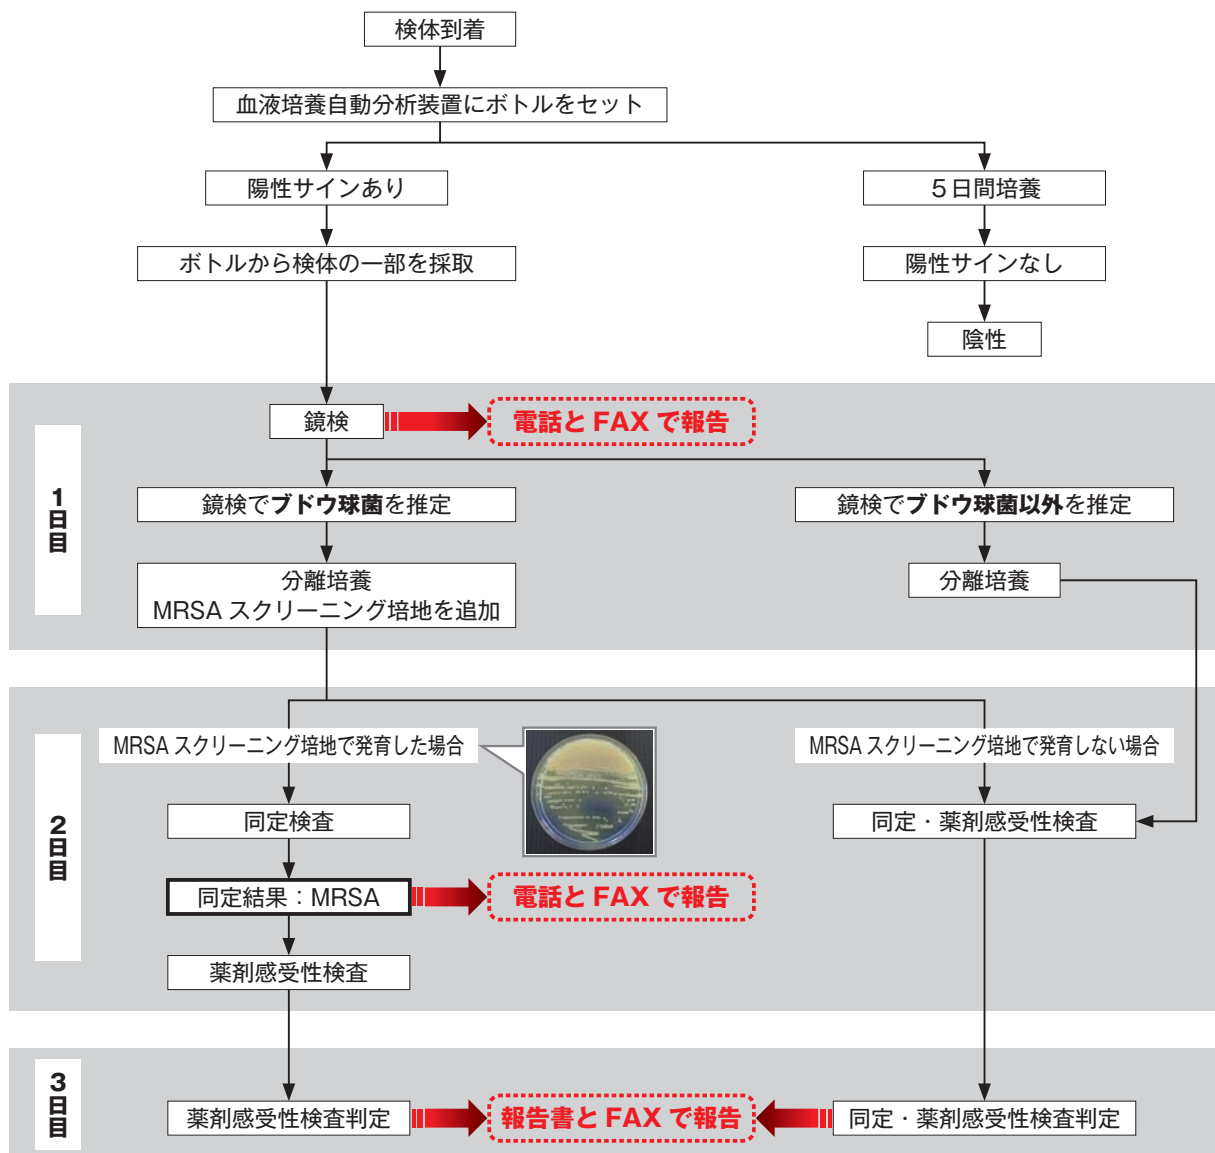 検体到着
血液培養自動分析装置にボトルをセット
陽性サインあり
5日間培養
ボトルから検体の一部を採取
陽性サインなし
陰性
1日目
鏡検
電話と FAX で報告
鏡検でブドウ球菌を推定
鏡検でブドウ球菌以外を推定
分離培養
MRSA スクリーニング培地を追加
分離培養
2日目
MRSA スクリーニング培地で発育した場合
MRSA スクリーニング培地で発育しない場合
同定検査
同定・薬剤感受性検査
同定結果：MRSA
電話と FAX で報告
薬剤感受性検査
3日目
薬剤感受性検査判定
報告書と FAX で報告
同定・薬剤感受性検査判定